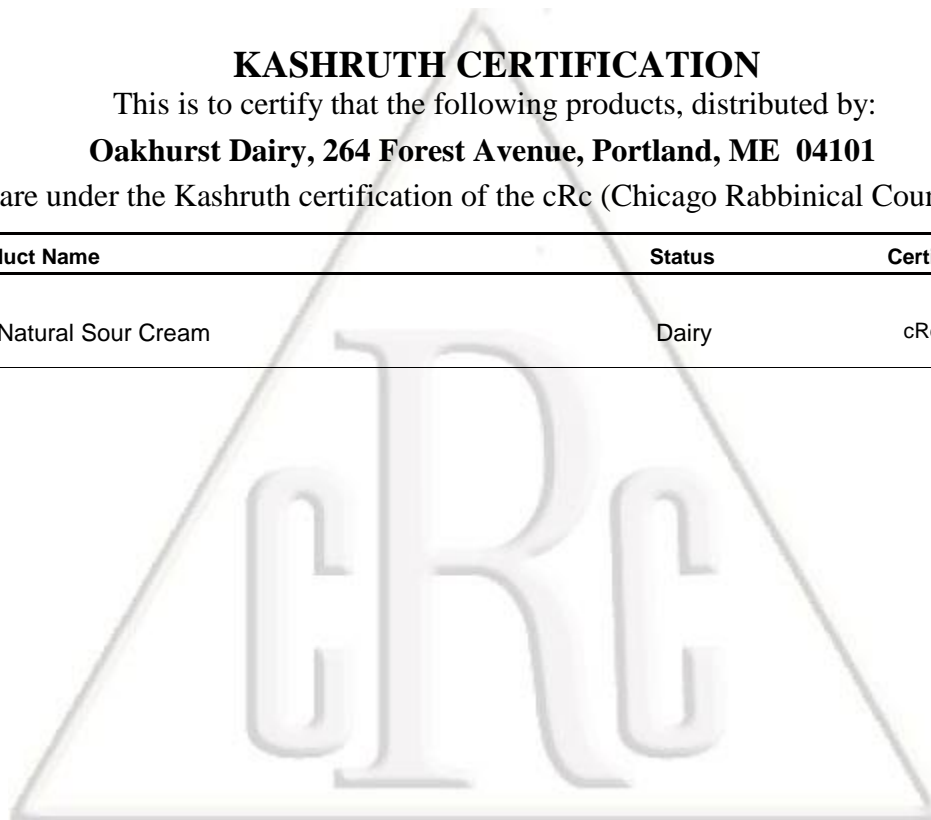 KASHRUTH CERTIFICATION
This is to certify that the following products, distributed by:
Oakhurst Dairy, 264 Forest Avenue, Portland, ME 04101
are under the Kashruth certification of the cRc (Chicago Rabbinical
Name Status
Natural Sour Cream Dairy
cRc